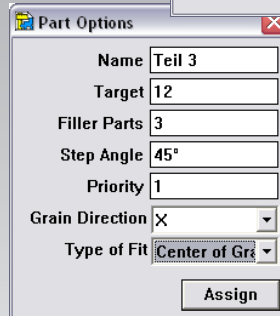 Part Options
Name Teil 3
Target 12
Filler Parts 3
Step Angle 45°
Priority 1
Grain Direction X
Type of Fit Center of Gra
Assign